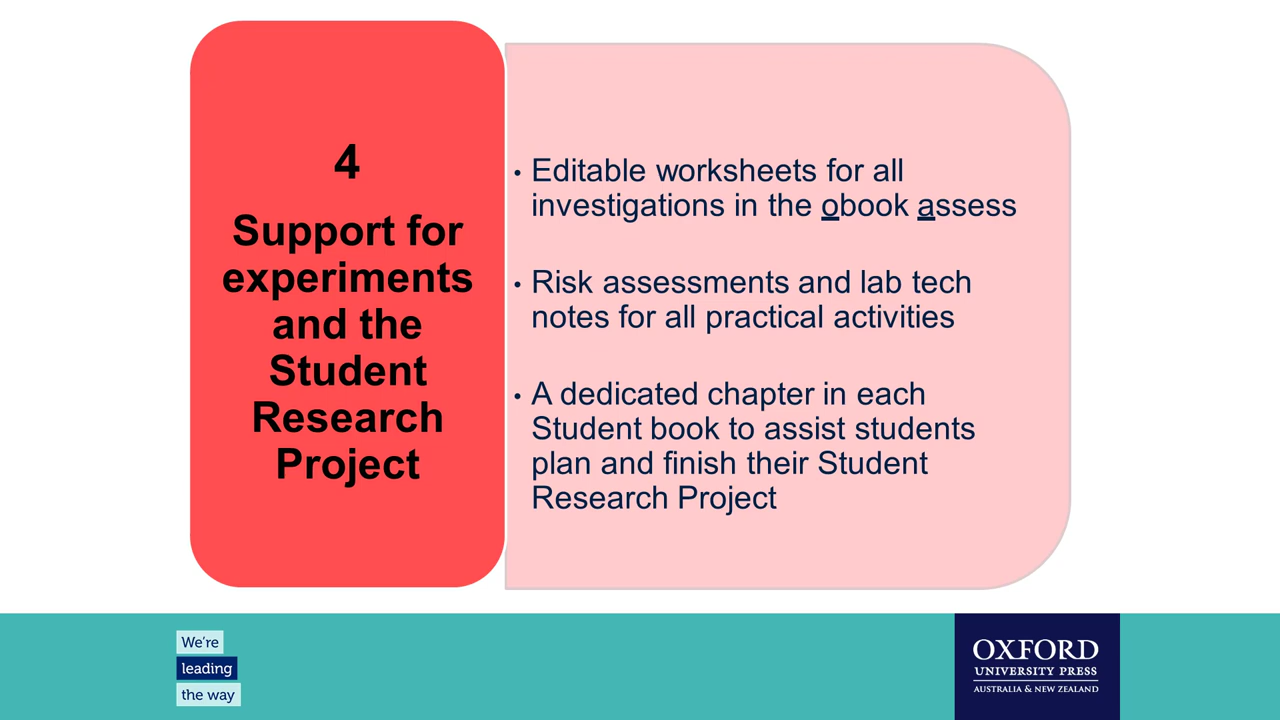 4
Support for
experiments
and the
Student
Research
Project
• Editable worksheets for all
investigations in the obook assess
• Risk assessments and lab tech
notes for all practical activities
• A dedicated chapter in each
Student book to assist students
plan and finish their Student
Research Project
We're
leading
the way
OXFORD
UNIVERSITY PRESS
AUSTRALIA & NEW ZEALAND